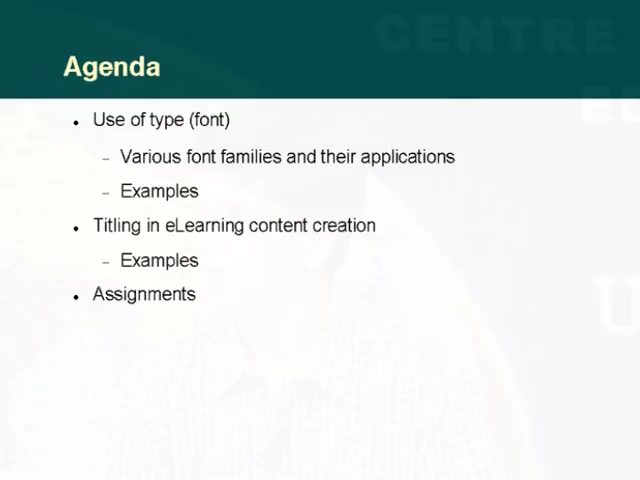 CENTRE
Agenda
Use of type (font)
– Various font families and their applications
– Examples
Titling in eLearning content creation
– Examples
Assignments